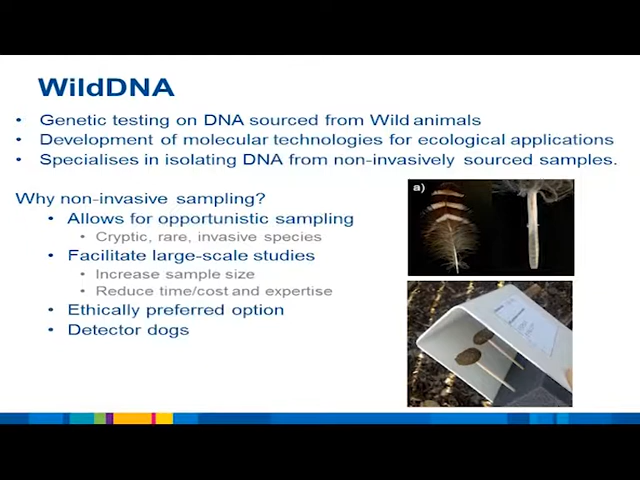 WildDNA
• Genetic testing on DNA sourced from Wild animals
• Development of molecular technologies for ecological applications
• Specialises in isolating DNA from non-invasively sourced samples.
Why non-invasive sampling?
• Allows for opportunistic sampling
• Cryptic, rare, invasive species
• Facilitate large-scale studies
• Increase sample size
• Reduce time/cost and expertise
• Ethically preferred option
• Detector dogs
a)